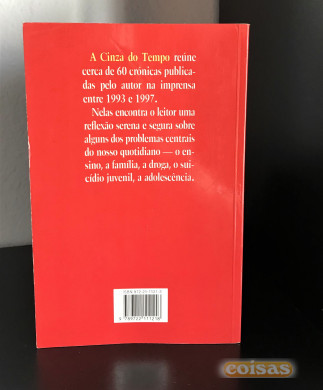 A Cinza do Tempo reúne
cerca de 60 crónicas publica-
das pelo autor na imprensa
entre 1993 e 1997.
Nelas encontra o leitor uma
reflexão serena e segura sobre
alguns dos problemas centrais
do nosso quotidiano — o en-
sino, a família, a droga, o sui-
cídio juvenil, a adolescência.
coisas